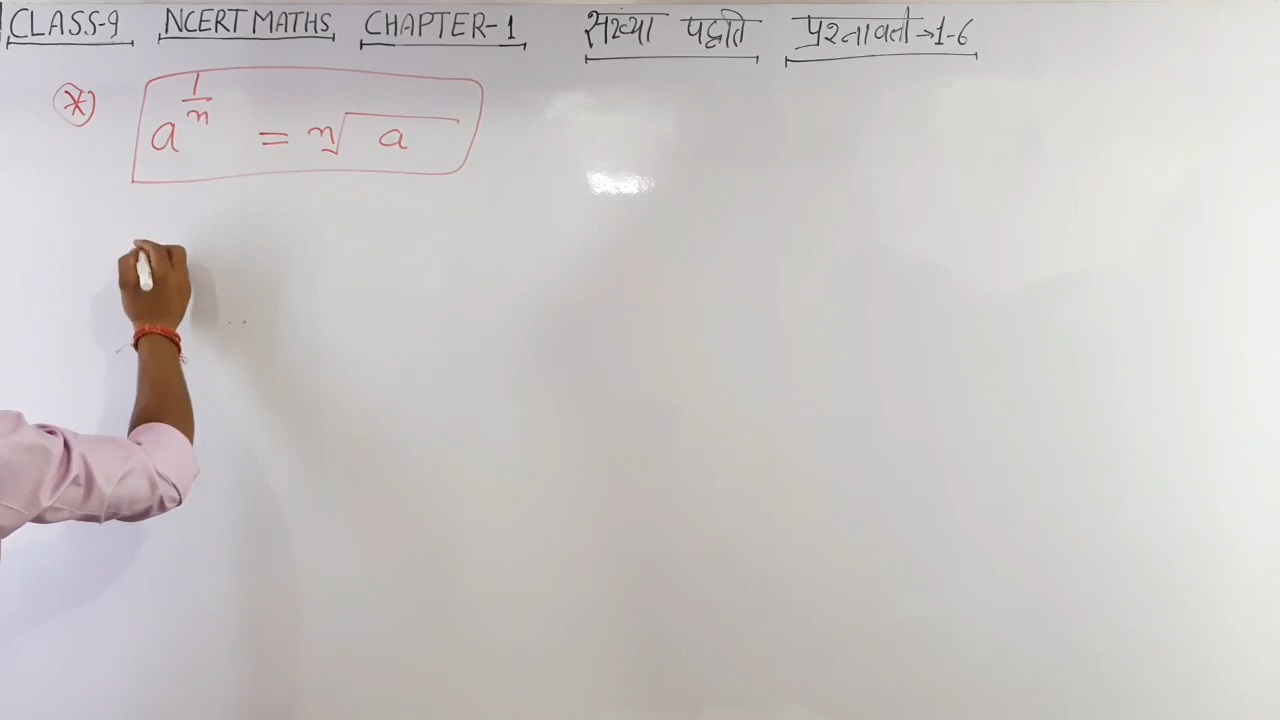 CLASS-9 NCERT MATHS CHAPTER-1 संख्या पद्धति प्रश्नावली→1-6
* a^(1/n) = ⁿ√a